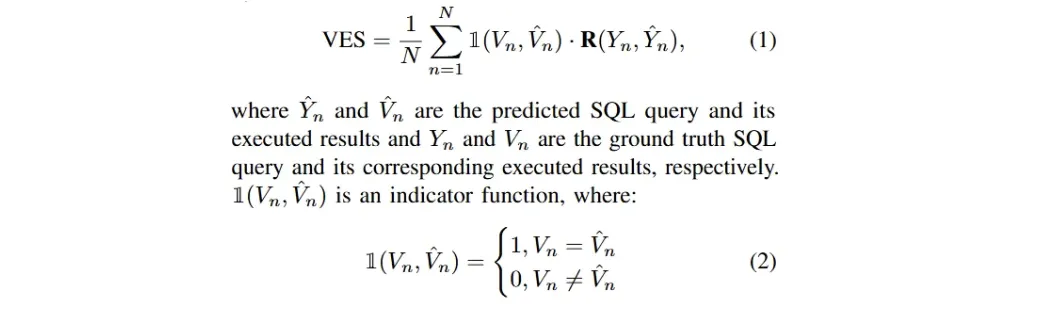 VES = \frac{1}{N} \sum_{n=1}^{N} \mathbb{1}(V_n, \hat{V}_n) \cdot \mathbf{R}(Y_n, \hat{Y}_n), (1)
where \hat{Y}_n and \hat{V}_n are the predicted SQL query and its
executed results and Y_n and V_n are the ground truth SQL
query and its corresponding executed results, respectively.
\mathbb{1}(V_n, \hat{V}_n) is an indicator function, where:
\mathbb{1}(V_n, \hat{V}_n) = \begin{cases} 1, V_n = \hat{V}_n \\ 0, V_n \neq \hat{V}_n \end{cases} (2)